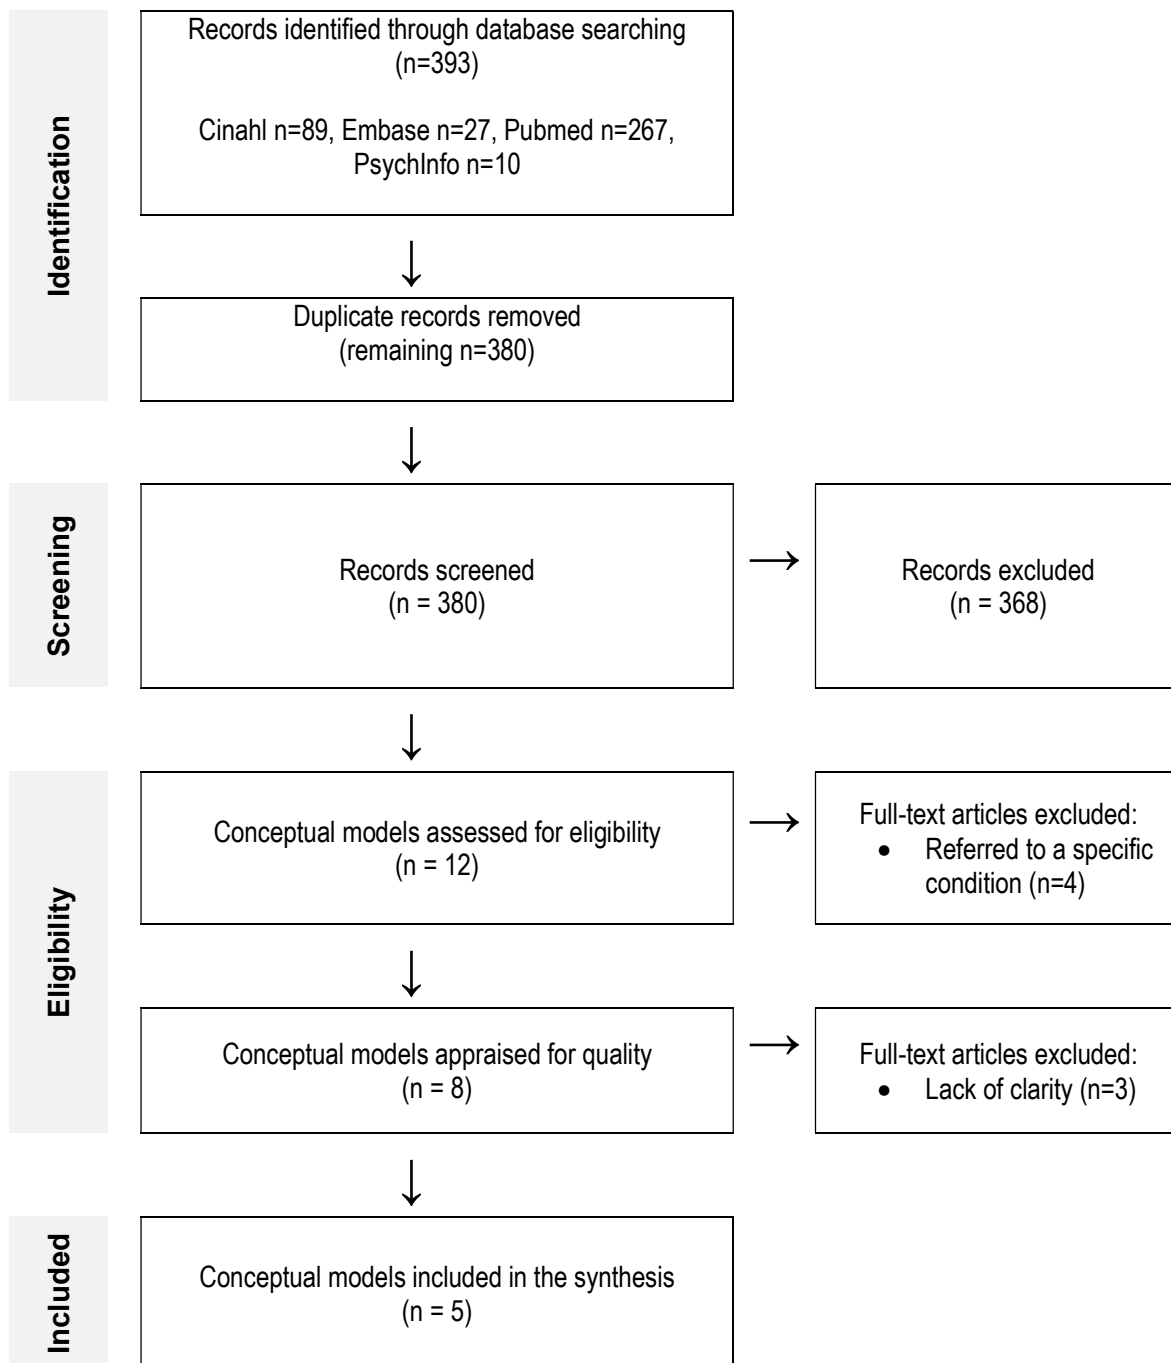 Identification
Records identified through database searching
(n=393)
Cinahl n=89, Embase n=27, Pubmed n=267,
PsychInfo n=10
Duplicate records removed
(remaining n=380)
Screening
Records screened
(n = 380)
Records excluded
(n = 368)
Eligibility
Conceptual models assessed for eligibility
(n = 12)
Full-text articles excluded:
• Referred to a specific
condition (n=4)
Conceptual models appraised for quality
(n = 8)
Full-text articles excluded:
• Lack of clarity (n=3)
Included
Conceptual models included in the synthesis
(n = 5)